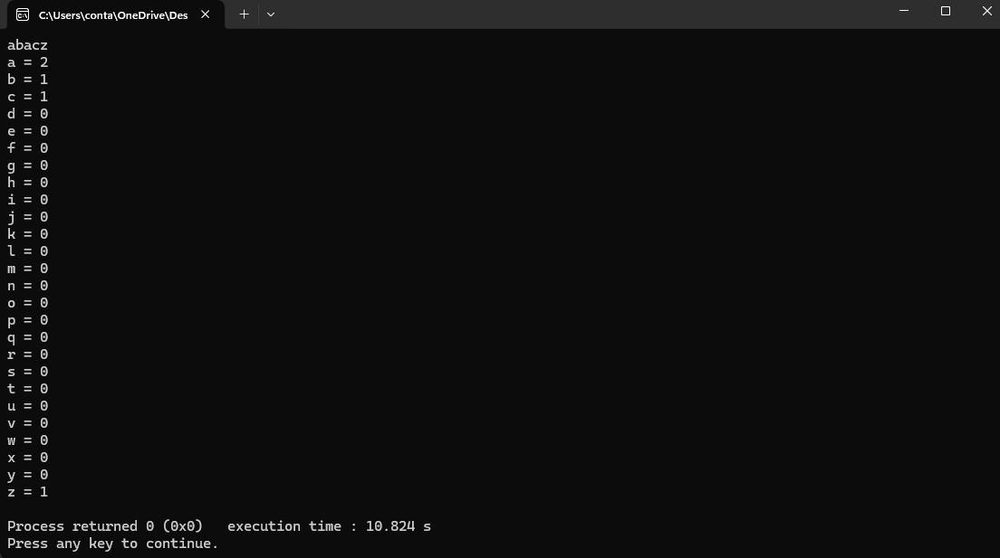 C:\Users\conta\OneDrive\Des
abacz
a = 2
b = 1
c = 1
d = 0
e = 0
f = 0
g = 0
h = 0
i = 0
j = 0
k = 0
l = 0
m = 0
n = 0
o = 0
p = 0
q = 0
r = 0
s = 0
t = 0
u = 0
v = 0
w = 0
x = 0
y = 0
z = 1
Process returned 0 (0x0)   execution time : 10.824 s
Press any key to continue.